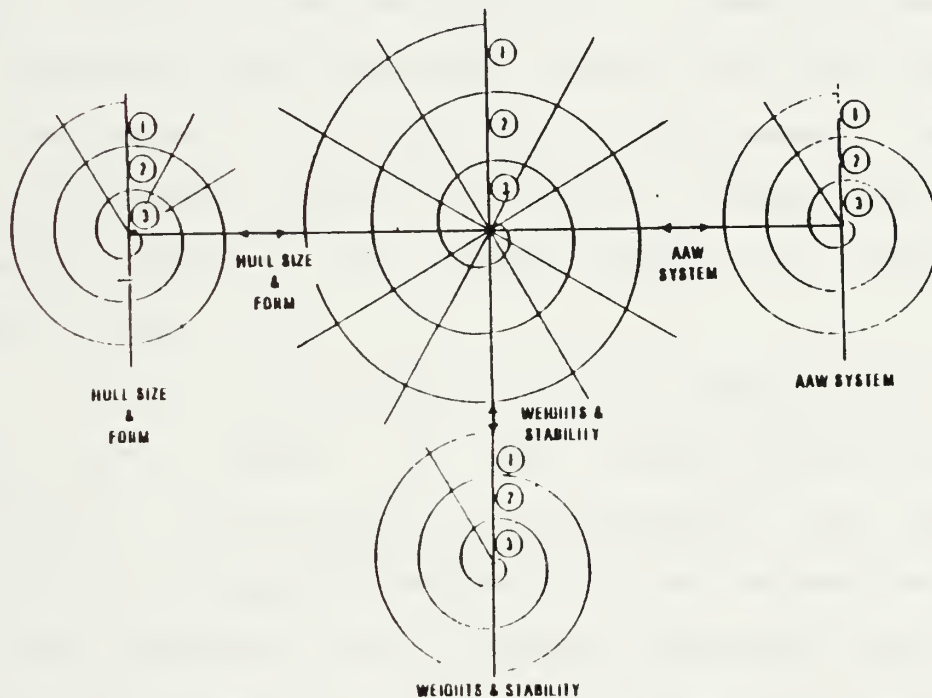 1
2
3
1
2
3
1
2
3
HULL SIZE
&
FORM
AAW
SYSTEM
HULL SIZE
&
FORM
AAW SYSTEM
WEIGHTS &
STABILITY
1
2
3
WEIGHTS & STABILITY